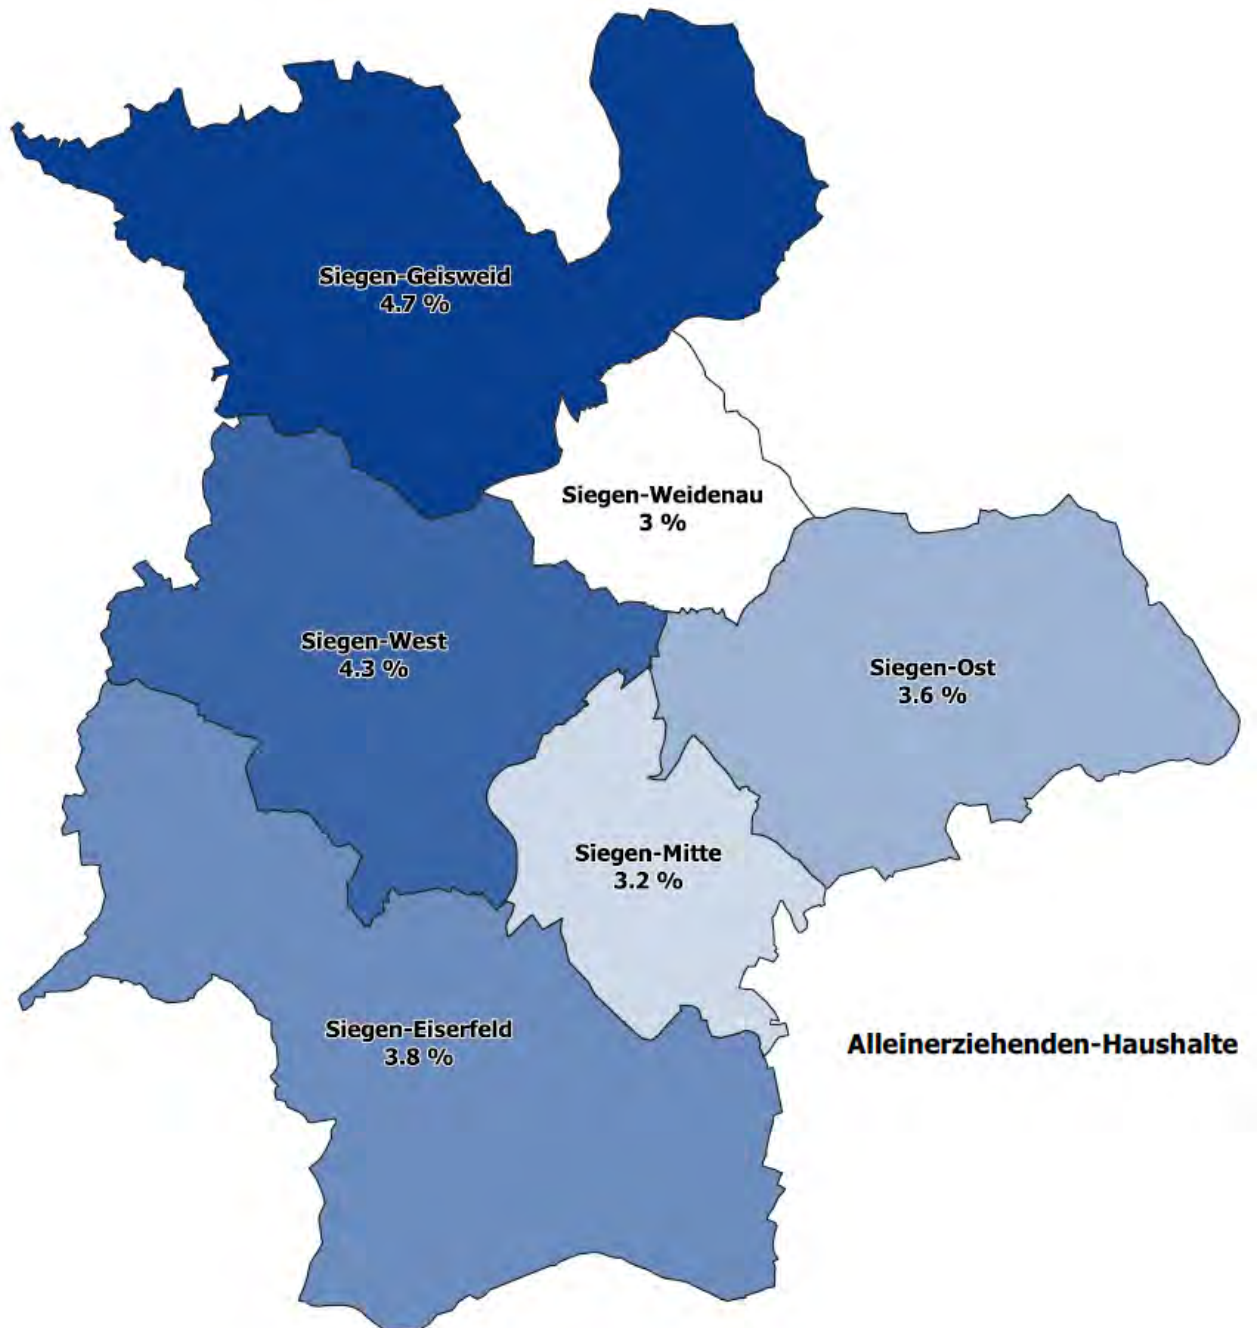 Siegen-Geisweid
4.7 %
Siegen-Weidenau
3 %
Siegen-West
4.3 %
Siegen-Ost
3.6 %
Siegen-Mitte
3.2 %
Siegen-Eiserfeld
3.8 %
Alleinerziehenden-Haushalte